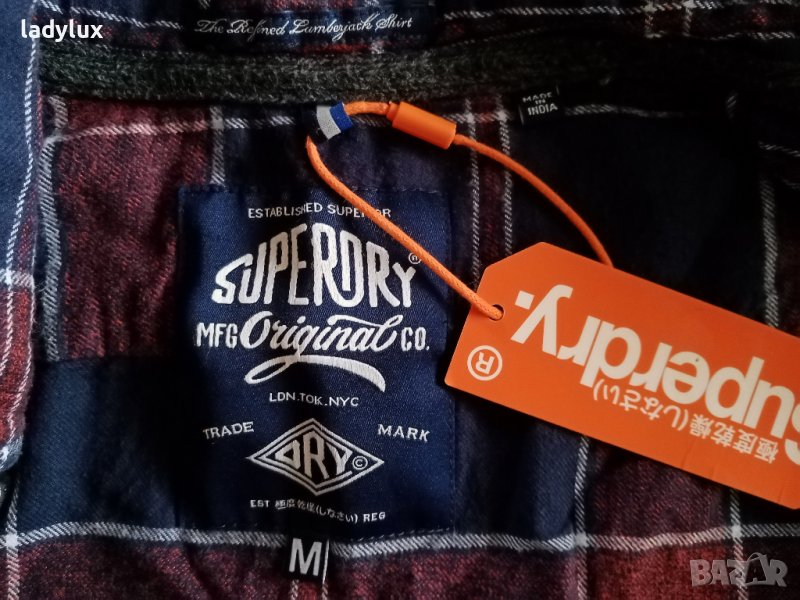 ladylux
The Refined Lumberjack Shirt
MADE
IN
INDIA
ESTABLISHED SUPERIOR
SUPERDRY®
MFG Original CO.
LDN.TOK.NYC
TRADE MARK
DRY ©
EST 極度乾燥(しなさい) REG
M
Superdry.
®
極度乾燥(しなさい)
BAZAR